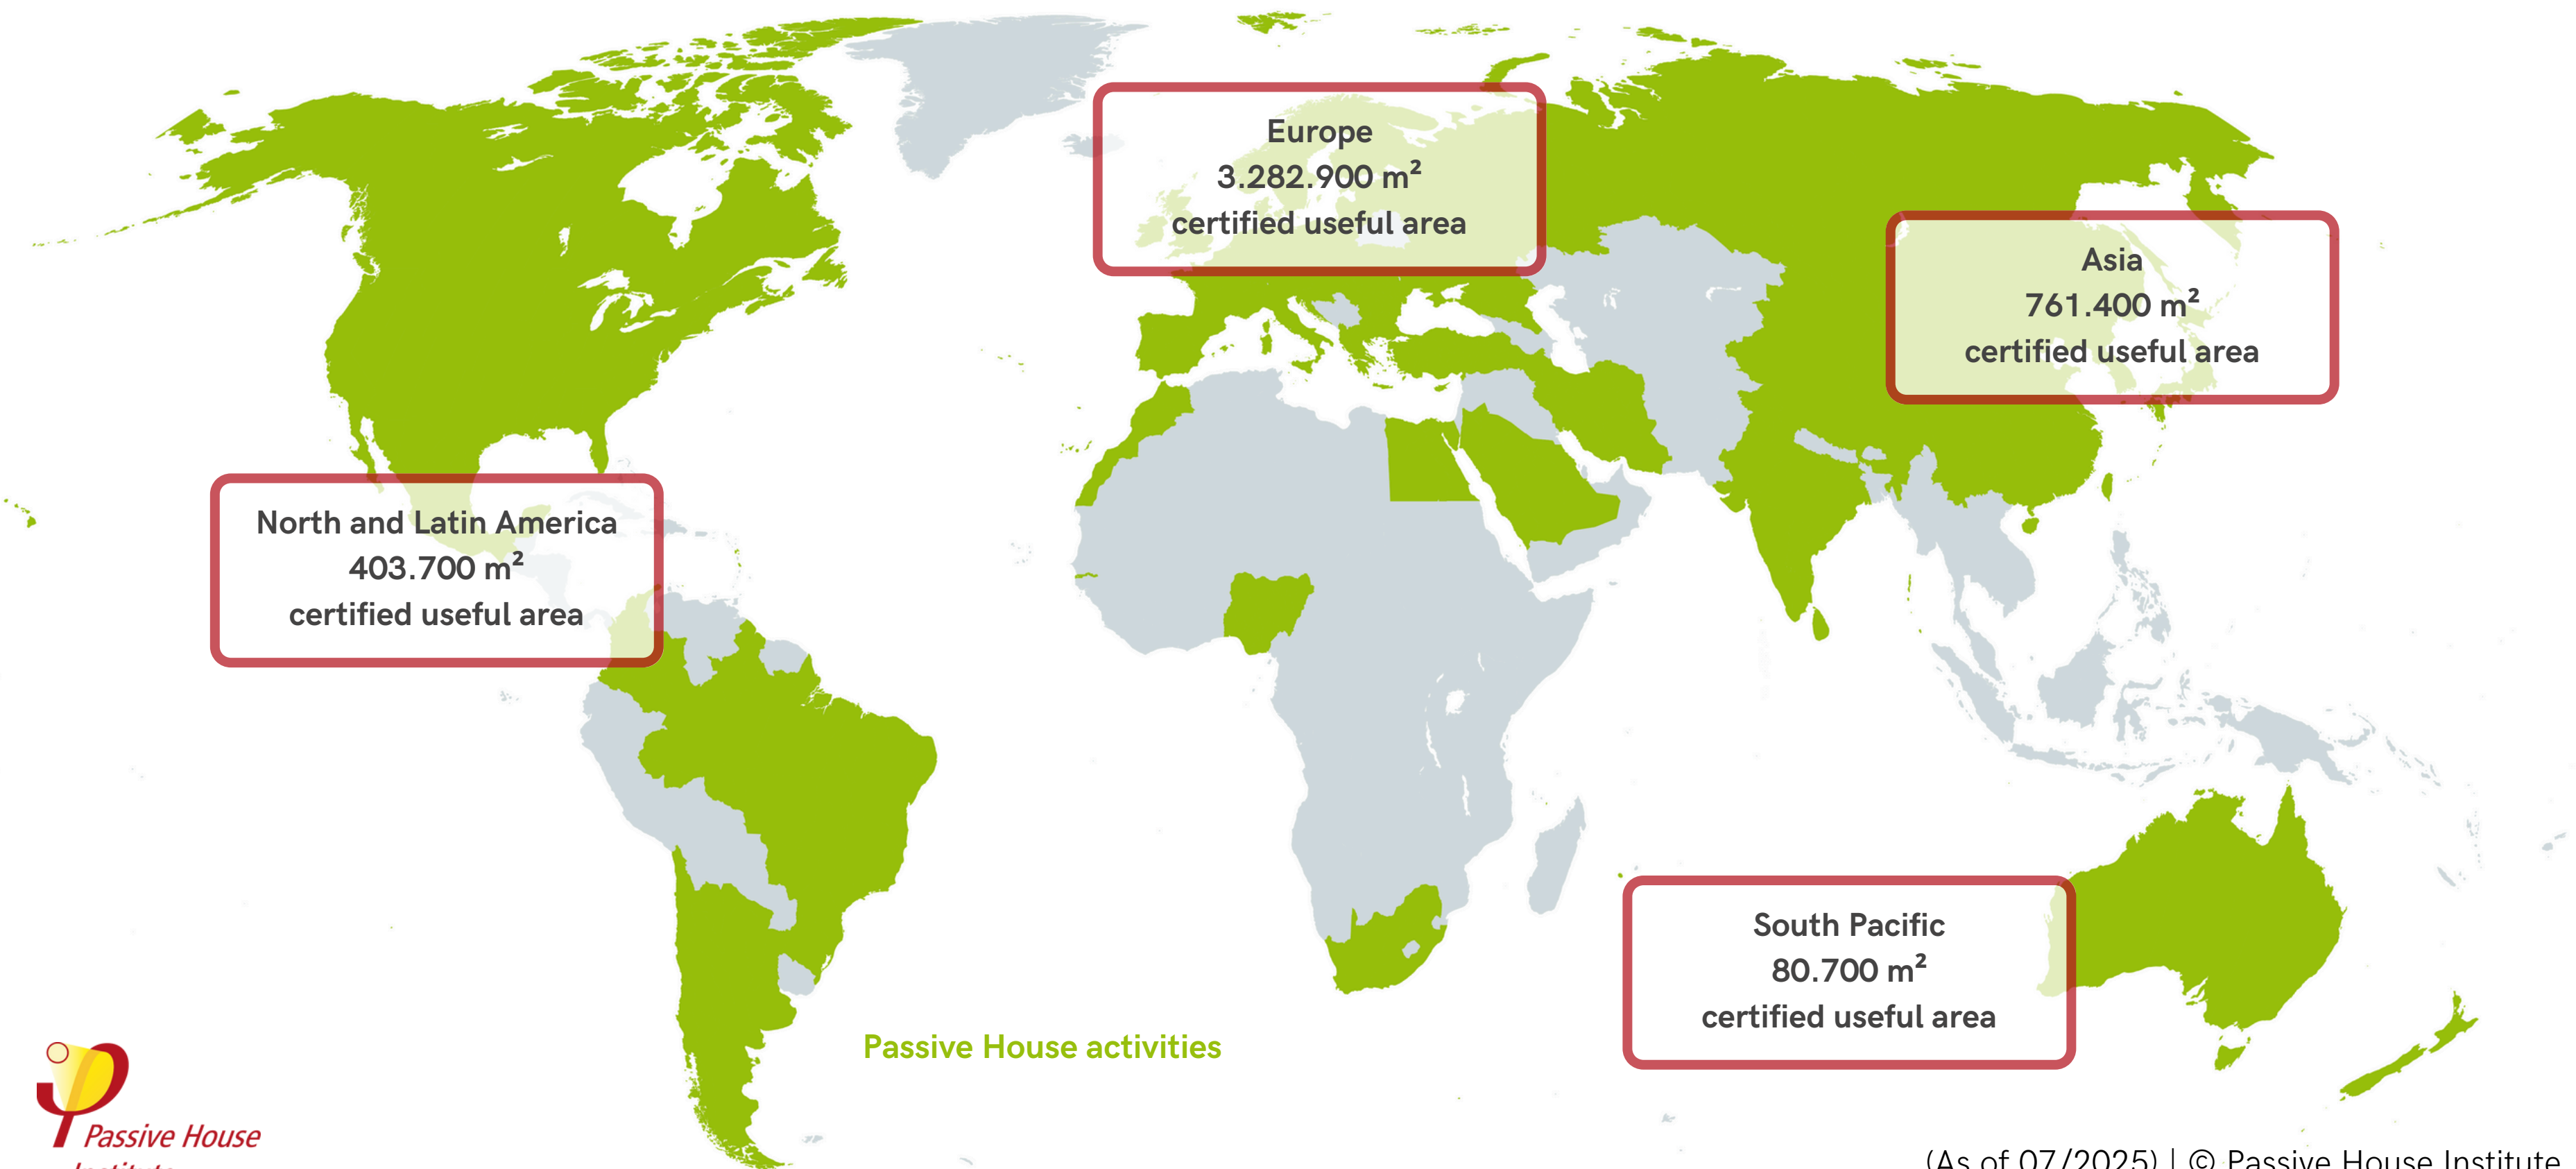 Europe
3.282.900 m²
certified useful area
Asia
761.400 m²
certified useful area
North and Latin America
403.700 m²
certified useful area
South Pacific
80.700 m²
certified useful area
Passive House activities
Passive House
Institute
(As of 07/2025) | © Passive House Institute